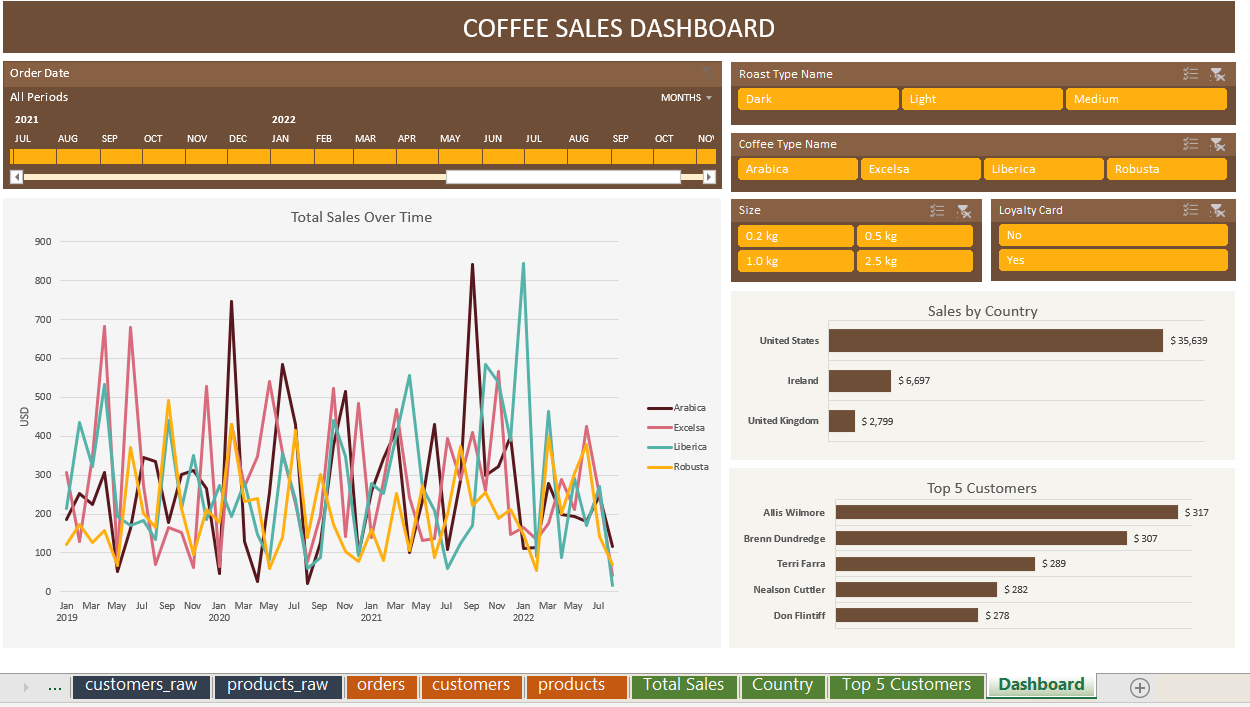 COFFEE SALES DASHBOARD
Order Date
All Periods
MONTHS
2021 2022
JUL AUG SEP OCT NOV DEC JAN FEB MAR APR MAY JUN JUL AUG SEP OCT NOV
Roast Type Name
Dark Light Medium
Coffee Type Name
Arabica Excelsa Liberica Robusta
Size
0.2 kg 0.5 kg
1.0 kg 2.5 kg
Loyalty Card
No
Yes
Total Sales Over Time
USD
900
800
700
600
500
400
300
200
100
0
Jan Mar May Jul Sep Nov Jan Mar May Jul Sep Nov Jan Mar May Jul Sep Nov Jan Mar May Jul
2019 2020 2021 2022
Arabica
Excelsa
Liberica
Robusta
Sales by Country
United States $ 35,639
Ireland $ 6,697
United Kingdom $ 2,799
Top 5 Customers
Allis Wilmore $ 317
Brenn Dundredge $ 307
Terri Farra $ 289
Nealson Cuttler $ 282
Don Flintiff $ 278
... customers_raw products_raw orders customers products Total Sales Country Top 5 Customers Dashboard